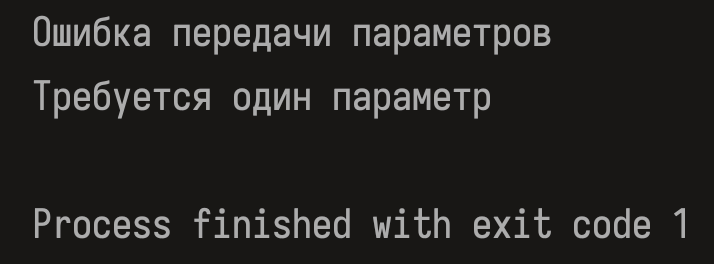 Ошибка передачи параметров
Требуется один параметр
Process finished with exit code 1